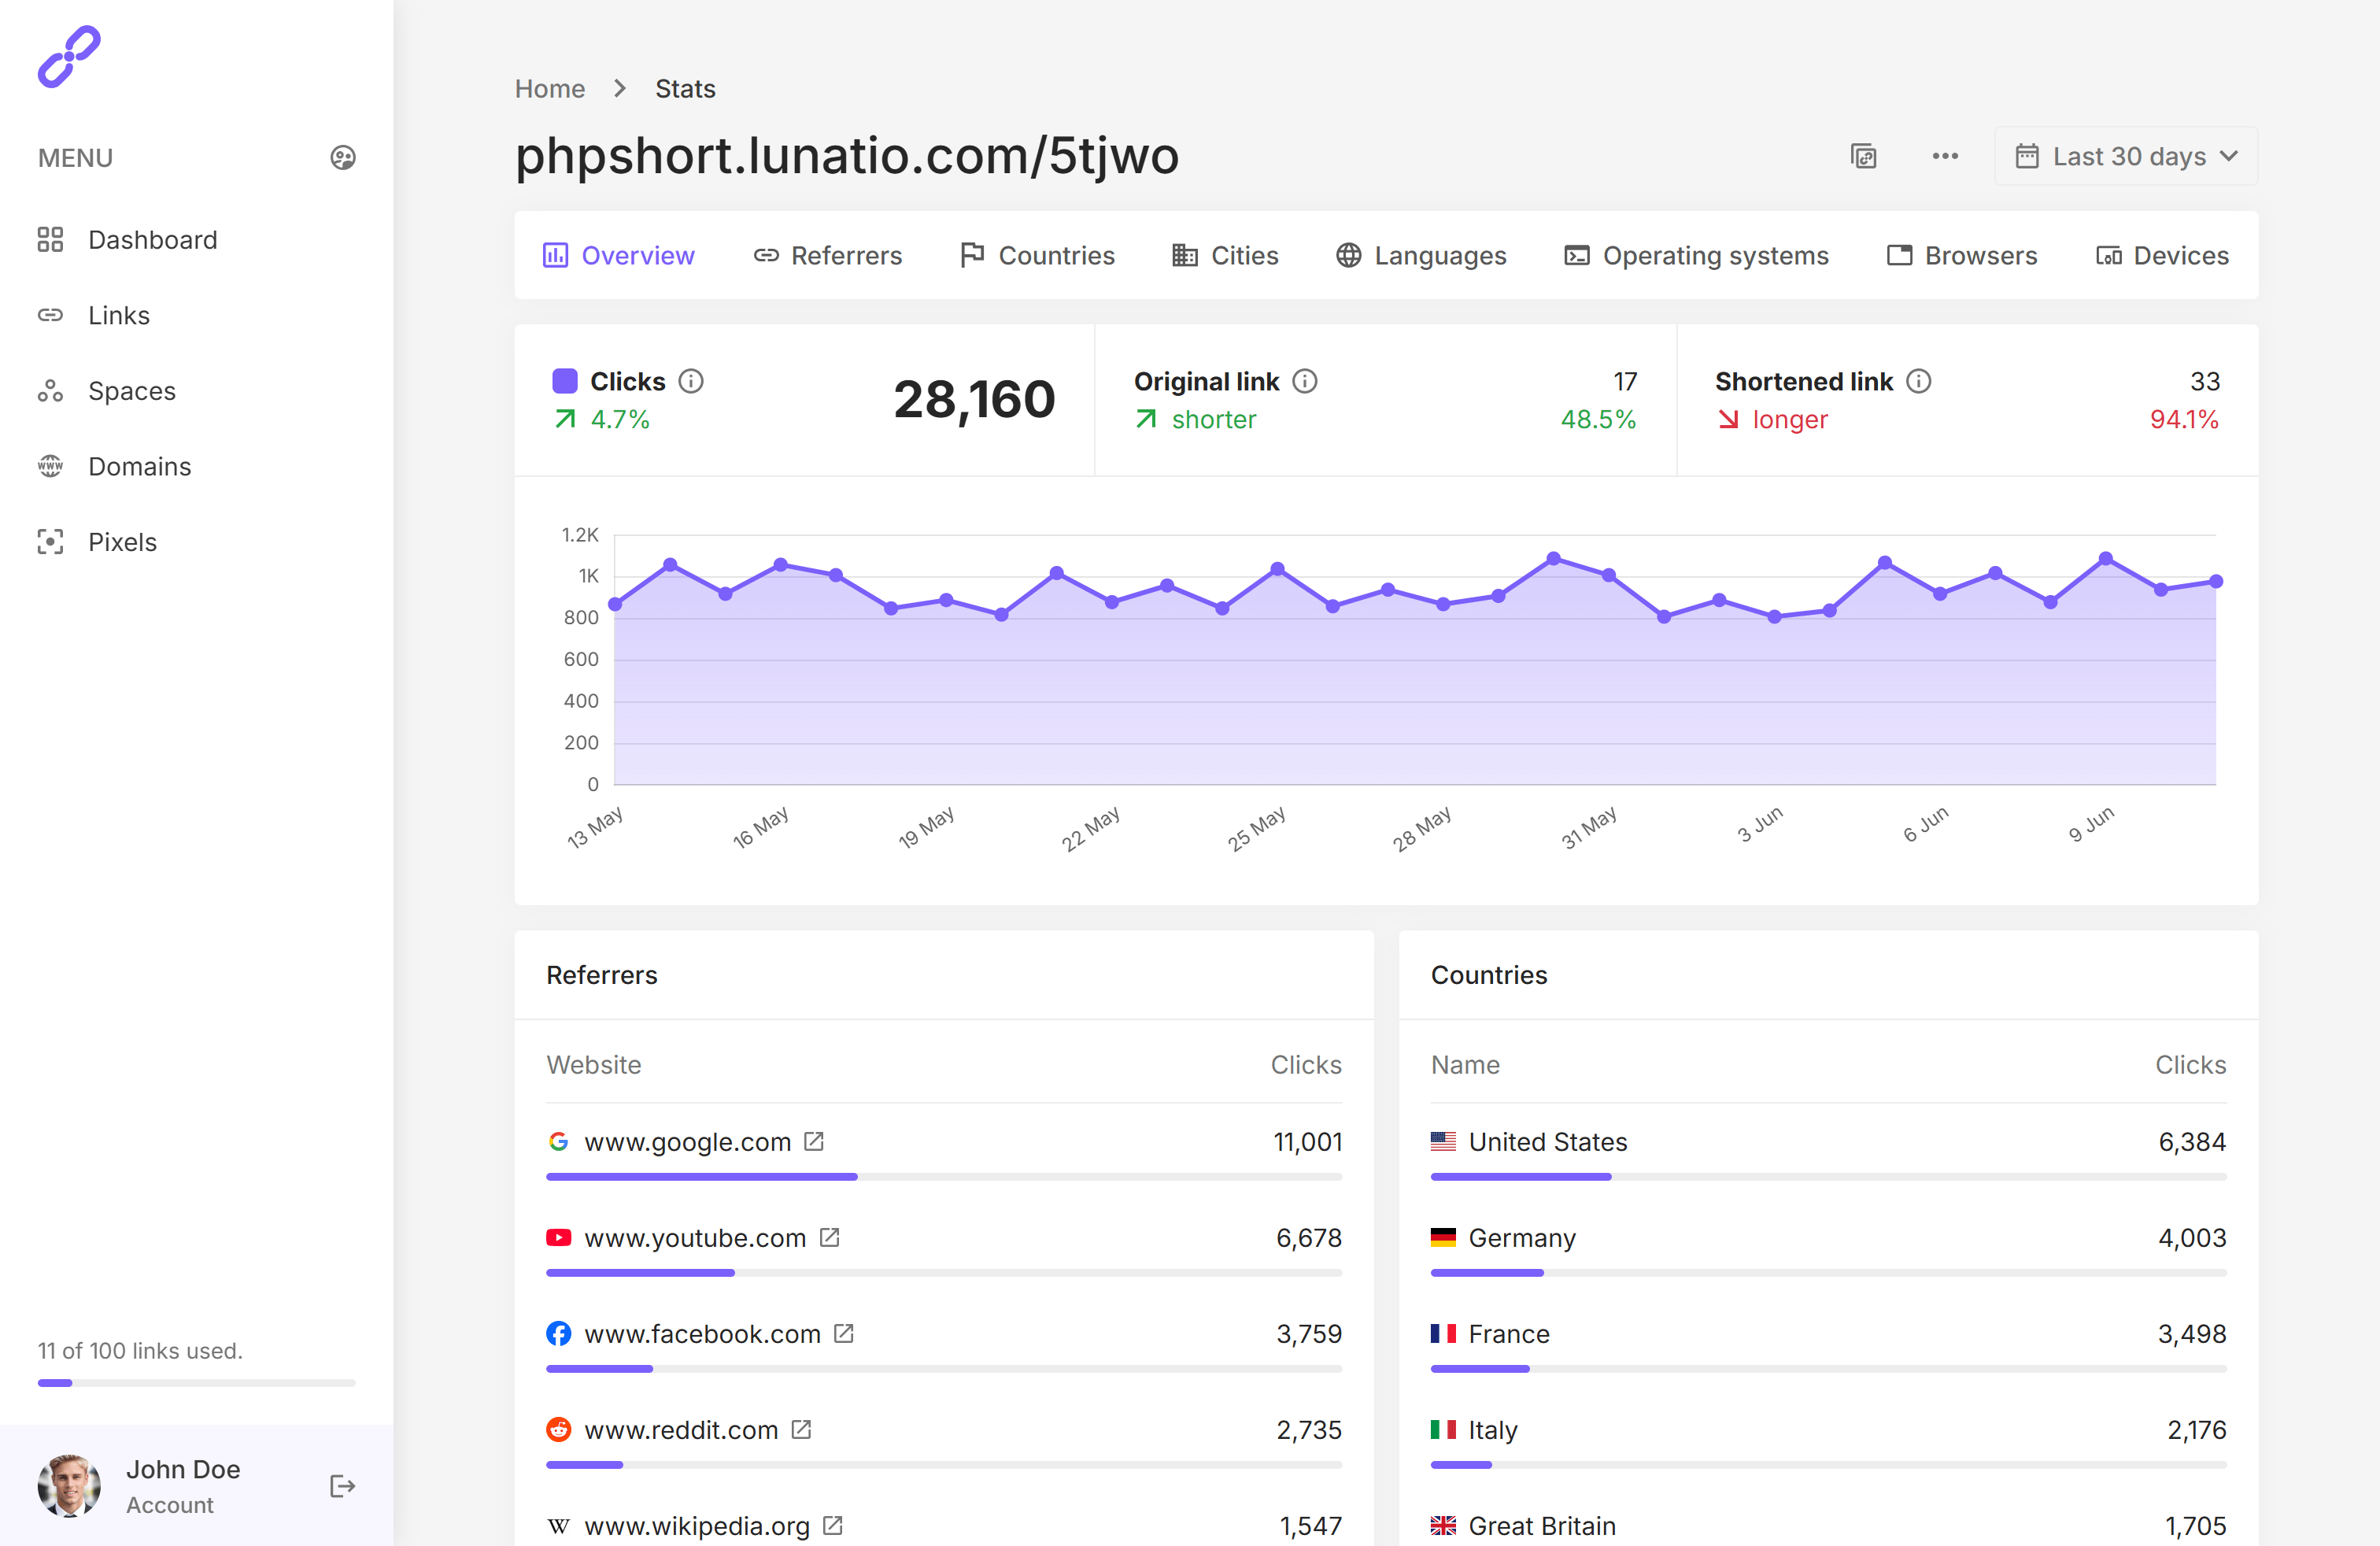 MENU
Dashboard
Links
Spaces
www
Domains
Pixels
11 of 100 links used.
John Doe
Account
Home
Stats
phpshort.lunatio.com/5tjwo
Last 30 days
Overview
Referrers
Countries
Cities
Languages
Operating systems
Browsers
Devices
Clicks
4.7%
28,160
Original link 17
shorter 48.5%
Shortened link 33
longer 94.1%
1.2K
1K
800
600
400
200
0
13 May
16 May
19 May
22 May
25 May
28 May
31 May
3 Jun
6 Jun
9 Jun
Referrers
Website Clicks
www.google.com 11,001
www.youtube.com 6,678
www.facebook.com 3,759
www.reddit.com 2,735
W www.wikipedia.org 1,547
Countries
Name Clicks
United States 6,384
Germany 4,003
France 3,498
Italy 2,176
Great Britain 1,705